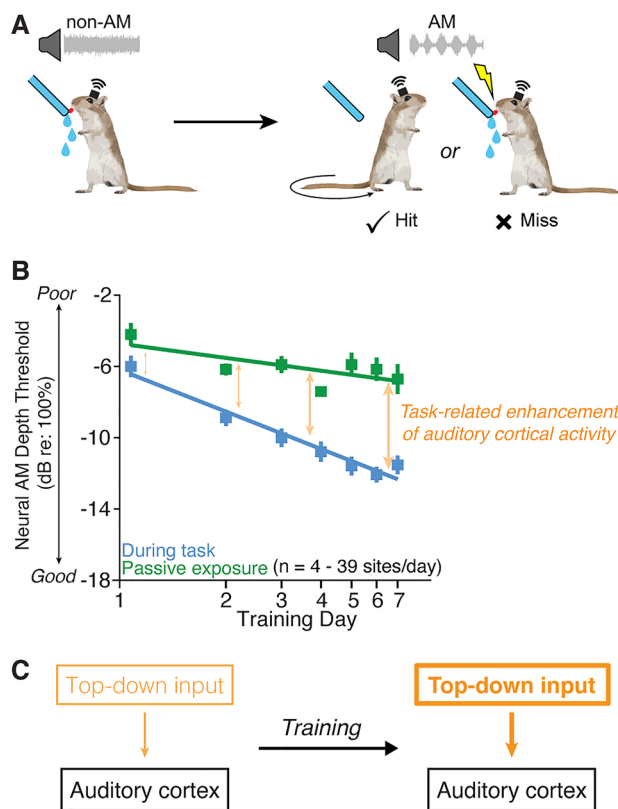 A
non-AM
AM
or
✓ Hit
✖ Miss
B
Poor
Good
Neural AM Depth Threshold
(dB re: 100%)
-2
-6
-10
-14
-18
Task-related enhancement
of auditory cortical activity
During task
Passive exposure (n = 4 - 39 sites/day)
1 2 3 4 5 6 7
Training Day
C
Top-down input
Training
Top-down input
Auditory cortex
Auditory cortex